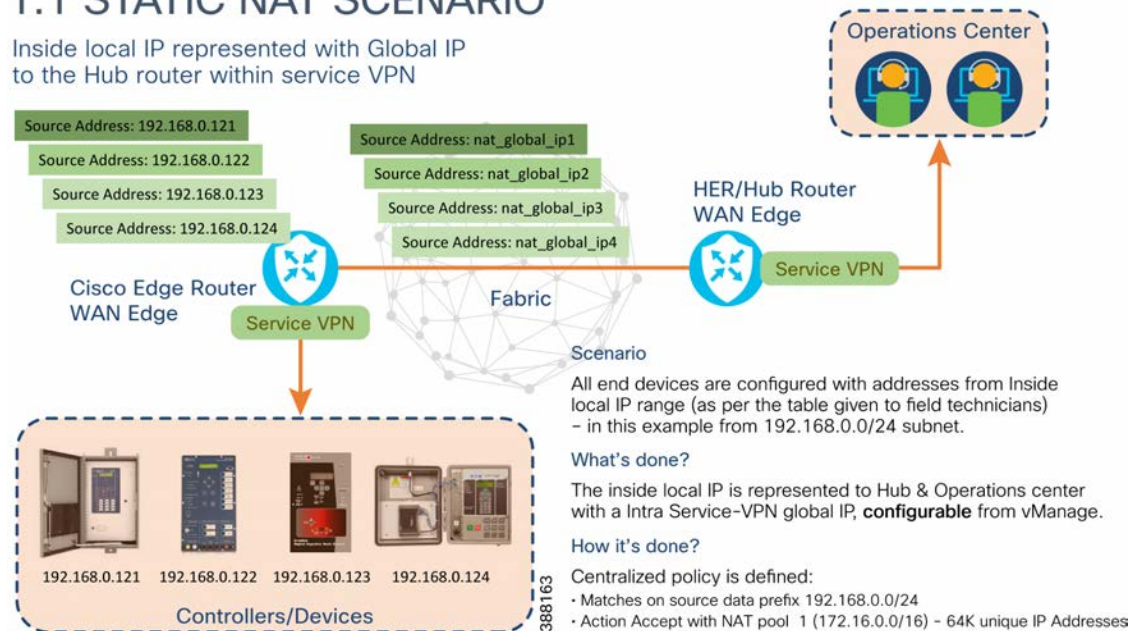 1:1 STATIC NAT SCENARIO
Inside local IP represented with Global IP
to the Hub router within service VPN
Operations Center
Source Address: 192.168.0.121
Source Address: 192.168.0.122
Source Address: 192.168.0.123
Source Address: 192.168.0.124
Source Address: nat_global_ip1
Source Address: nat_global_ip2
Source Address: nat_global_ip3
Source Address: nat_global_ip4
HER/Hub Router
WAN Edge
Service VPN
Cisco Edge Router
WAN Edge
Service VPN
Fabric
Scenario
All end devices are configured with addresses from Inside
local IP range (as per the table given to field technicians)
– in this example from 192.168.0.0/24 subnet.
What's done?
The inside local IP is represented to Hub & Operations center
with a Intra Service-VPN global IP, configurable from vManage.
How it's done?
Centralized policy is defined:
· Matches on source data prefix 192.168.0.0/24
· Action Accept with NAT pool 1 (172.16.0.0/16) – 64K unique IP Addresses
192.168.0.121
192.168.0.122
192.168.0.123
192.168.0.124
Controllers/Devices
388163